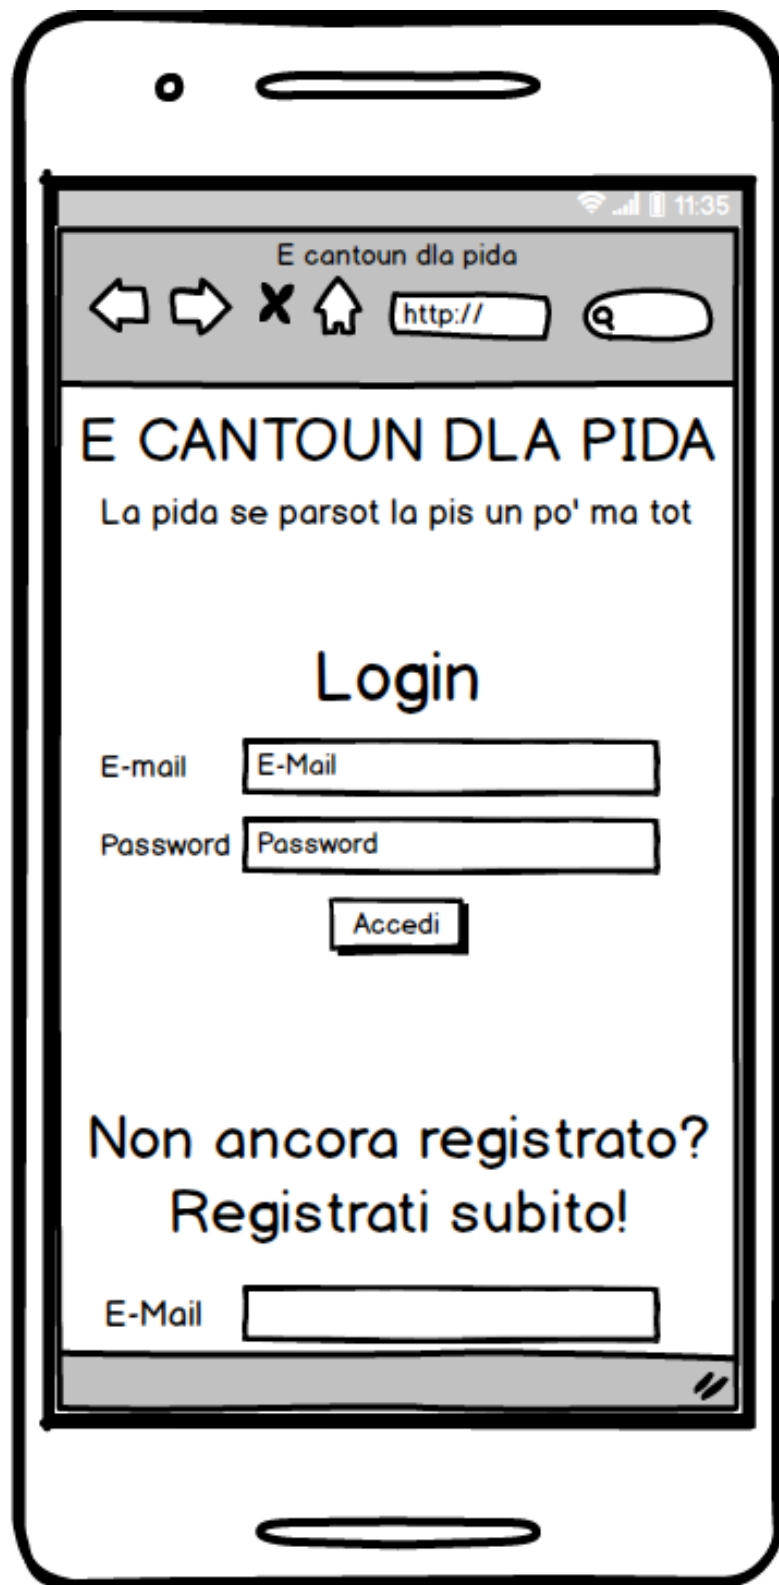 11:35
E cantoun dla pida
http://
E CANTOUN DLA PIDA
La pida se parsot la pis un po' ma tot
Login
E-mail E-Mail
Password Password
Accedi
Non ancora registrato?
Registrati subito!
E-Mail